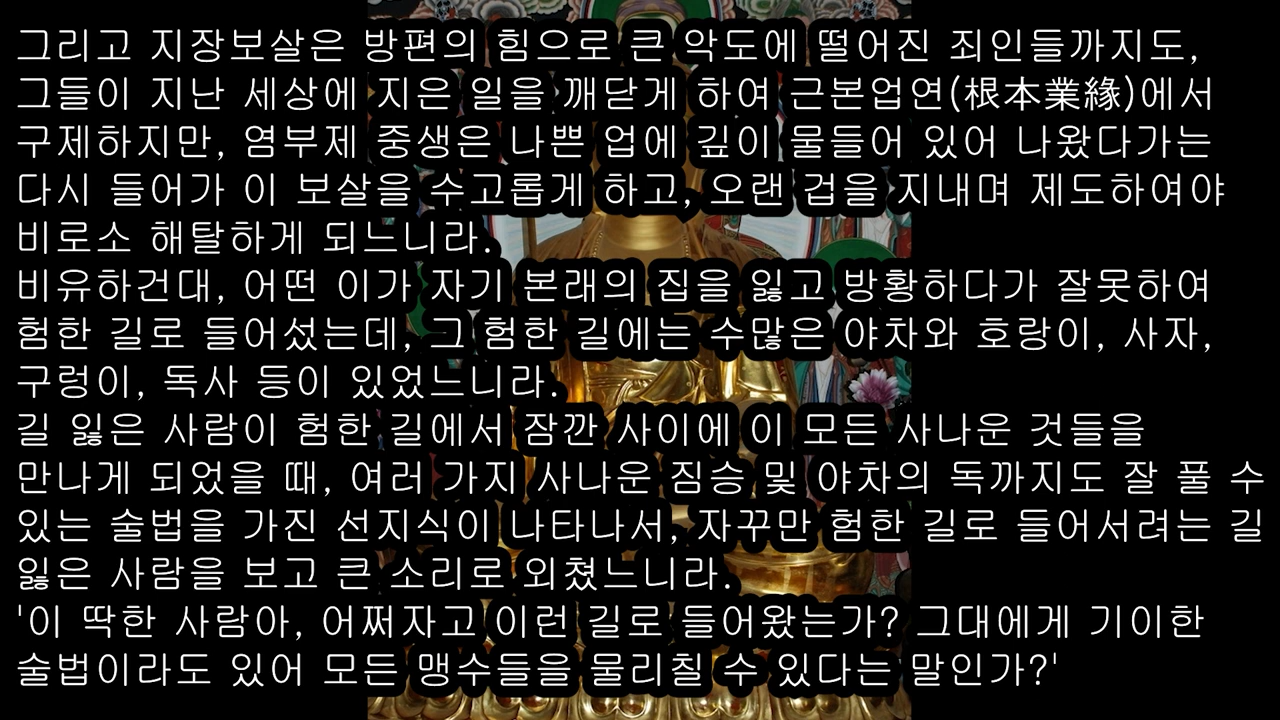 그리고 지장보살은 방편의 힘으로 큰 악도에 떨어진 죄인들까지도,
그들이 지난 세상에 지은 일을 깨닫게 하여 근본업연(根本業緣)에서
구제하지만, 염부제 중생은 나쁜 업에 깊이 물들어 있어 나왔다가는
다시 들어가 이 보살을 수고롭게 하고, 오랜 겁을 지내며 제도하여야
비로소 해탈하게 되느니라.
비유하건대, 어떤 이가 자기 본래의 집을 잃고 방황하다가 잘못하여
험한 길로 들어섰는데, 그 험한 길에는 수많은 야차와 호랑이, 사자,
구렁이, 독사 등이 있었느니라.
길 잃은 사람이 험한 길에서 잠깐 사이에 이 모든 사나운 것들을
만나게 되었을 때, 여러 가지 사나운 짐승 및 야차의 독까지도 잘 풀 수
있는 술법을 가진 선지식이 나타나서, 자꾸만 험한 길로 들어서려는 길
잃은 사람을 보고 큰 소리로 외쳤느니라.
'이 딱한 사람아, 어쩌자고 이런 길로 들어왔는가? 그대에게 기이한
술법이라도 있어 모든 맹수들을 물리칠 수 있다는 말인가?'